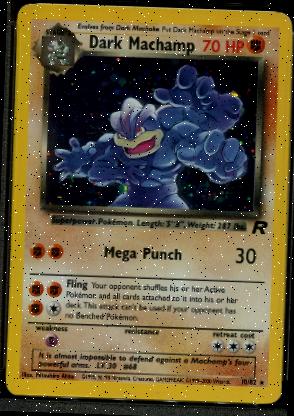 Evolves from Dark Machoke Put Dark Machamp on the Stage 1 card
Dark Machamp 70 HP
Superpower Pokémon. Length: 5' 3", Weight: 287 lbs.
R
Mega Punch 30
Fling Your opponent shuffles his or her Active
Pokémon and all cards attached to it into his or her
deck. This attack can't be used if your opponent has
no Benched Pokémon.
weakness resistance retreat cost
It is almost impossible to defend against a Machamp's four
powerful arms. LV.30 #68
10/82 ★